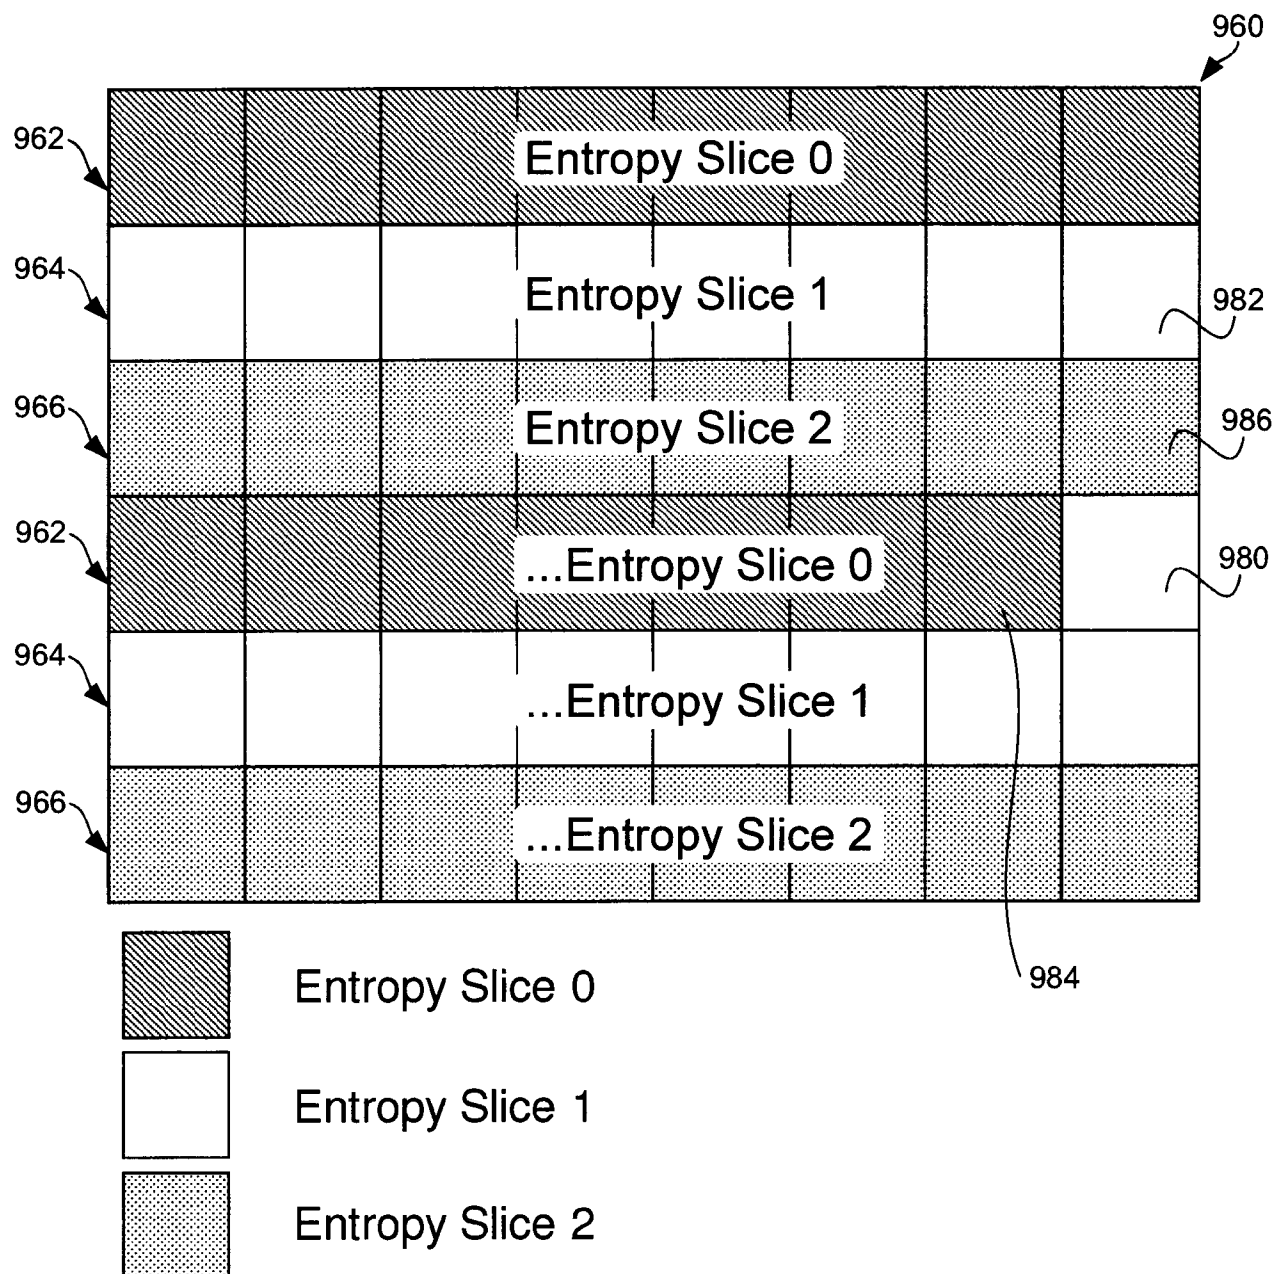 960
962
Entropy Slice 0
964
Entropy Slice 1
982
966
Entropy Slice 2
986
962
...Entropy Slice 0
980
964
...Entropy Slice 1
966
...Entropy Slice 2
984
Entropy Slice 0
Entropy Slice 1
Entropy Slice 2